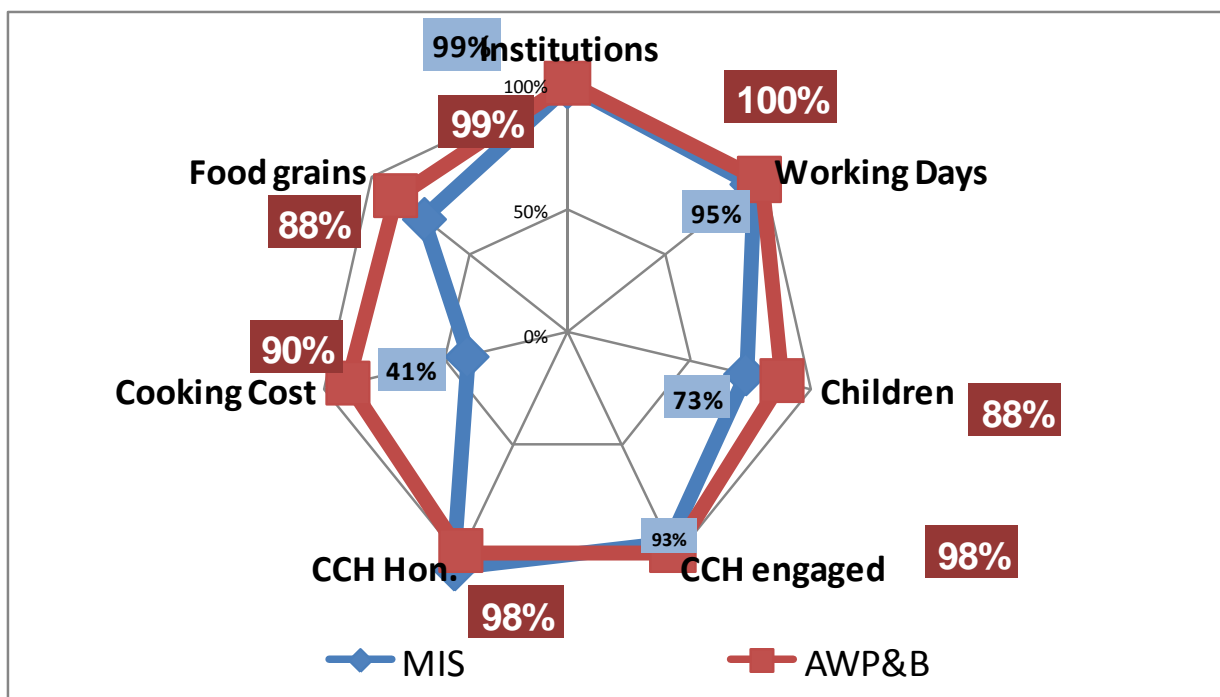 99%
Institutions
100%
100%
99%
Food grains
Working Days
88%
50%
95%
90%
0%
Cooking Cost
41%
73%
Children
88%
93%
98%
CCH Hon.
CCH engaged
98%
MIS
AWP&B